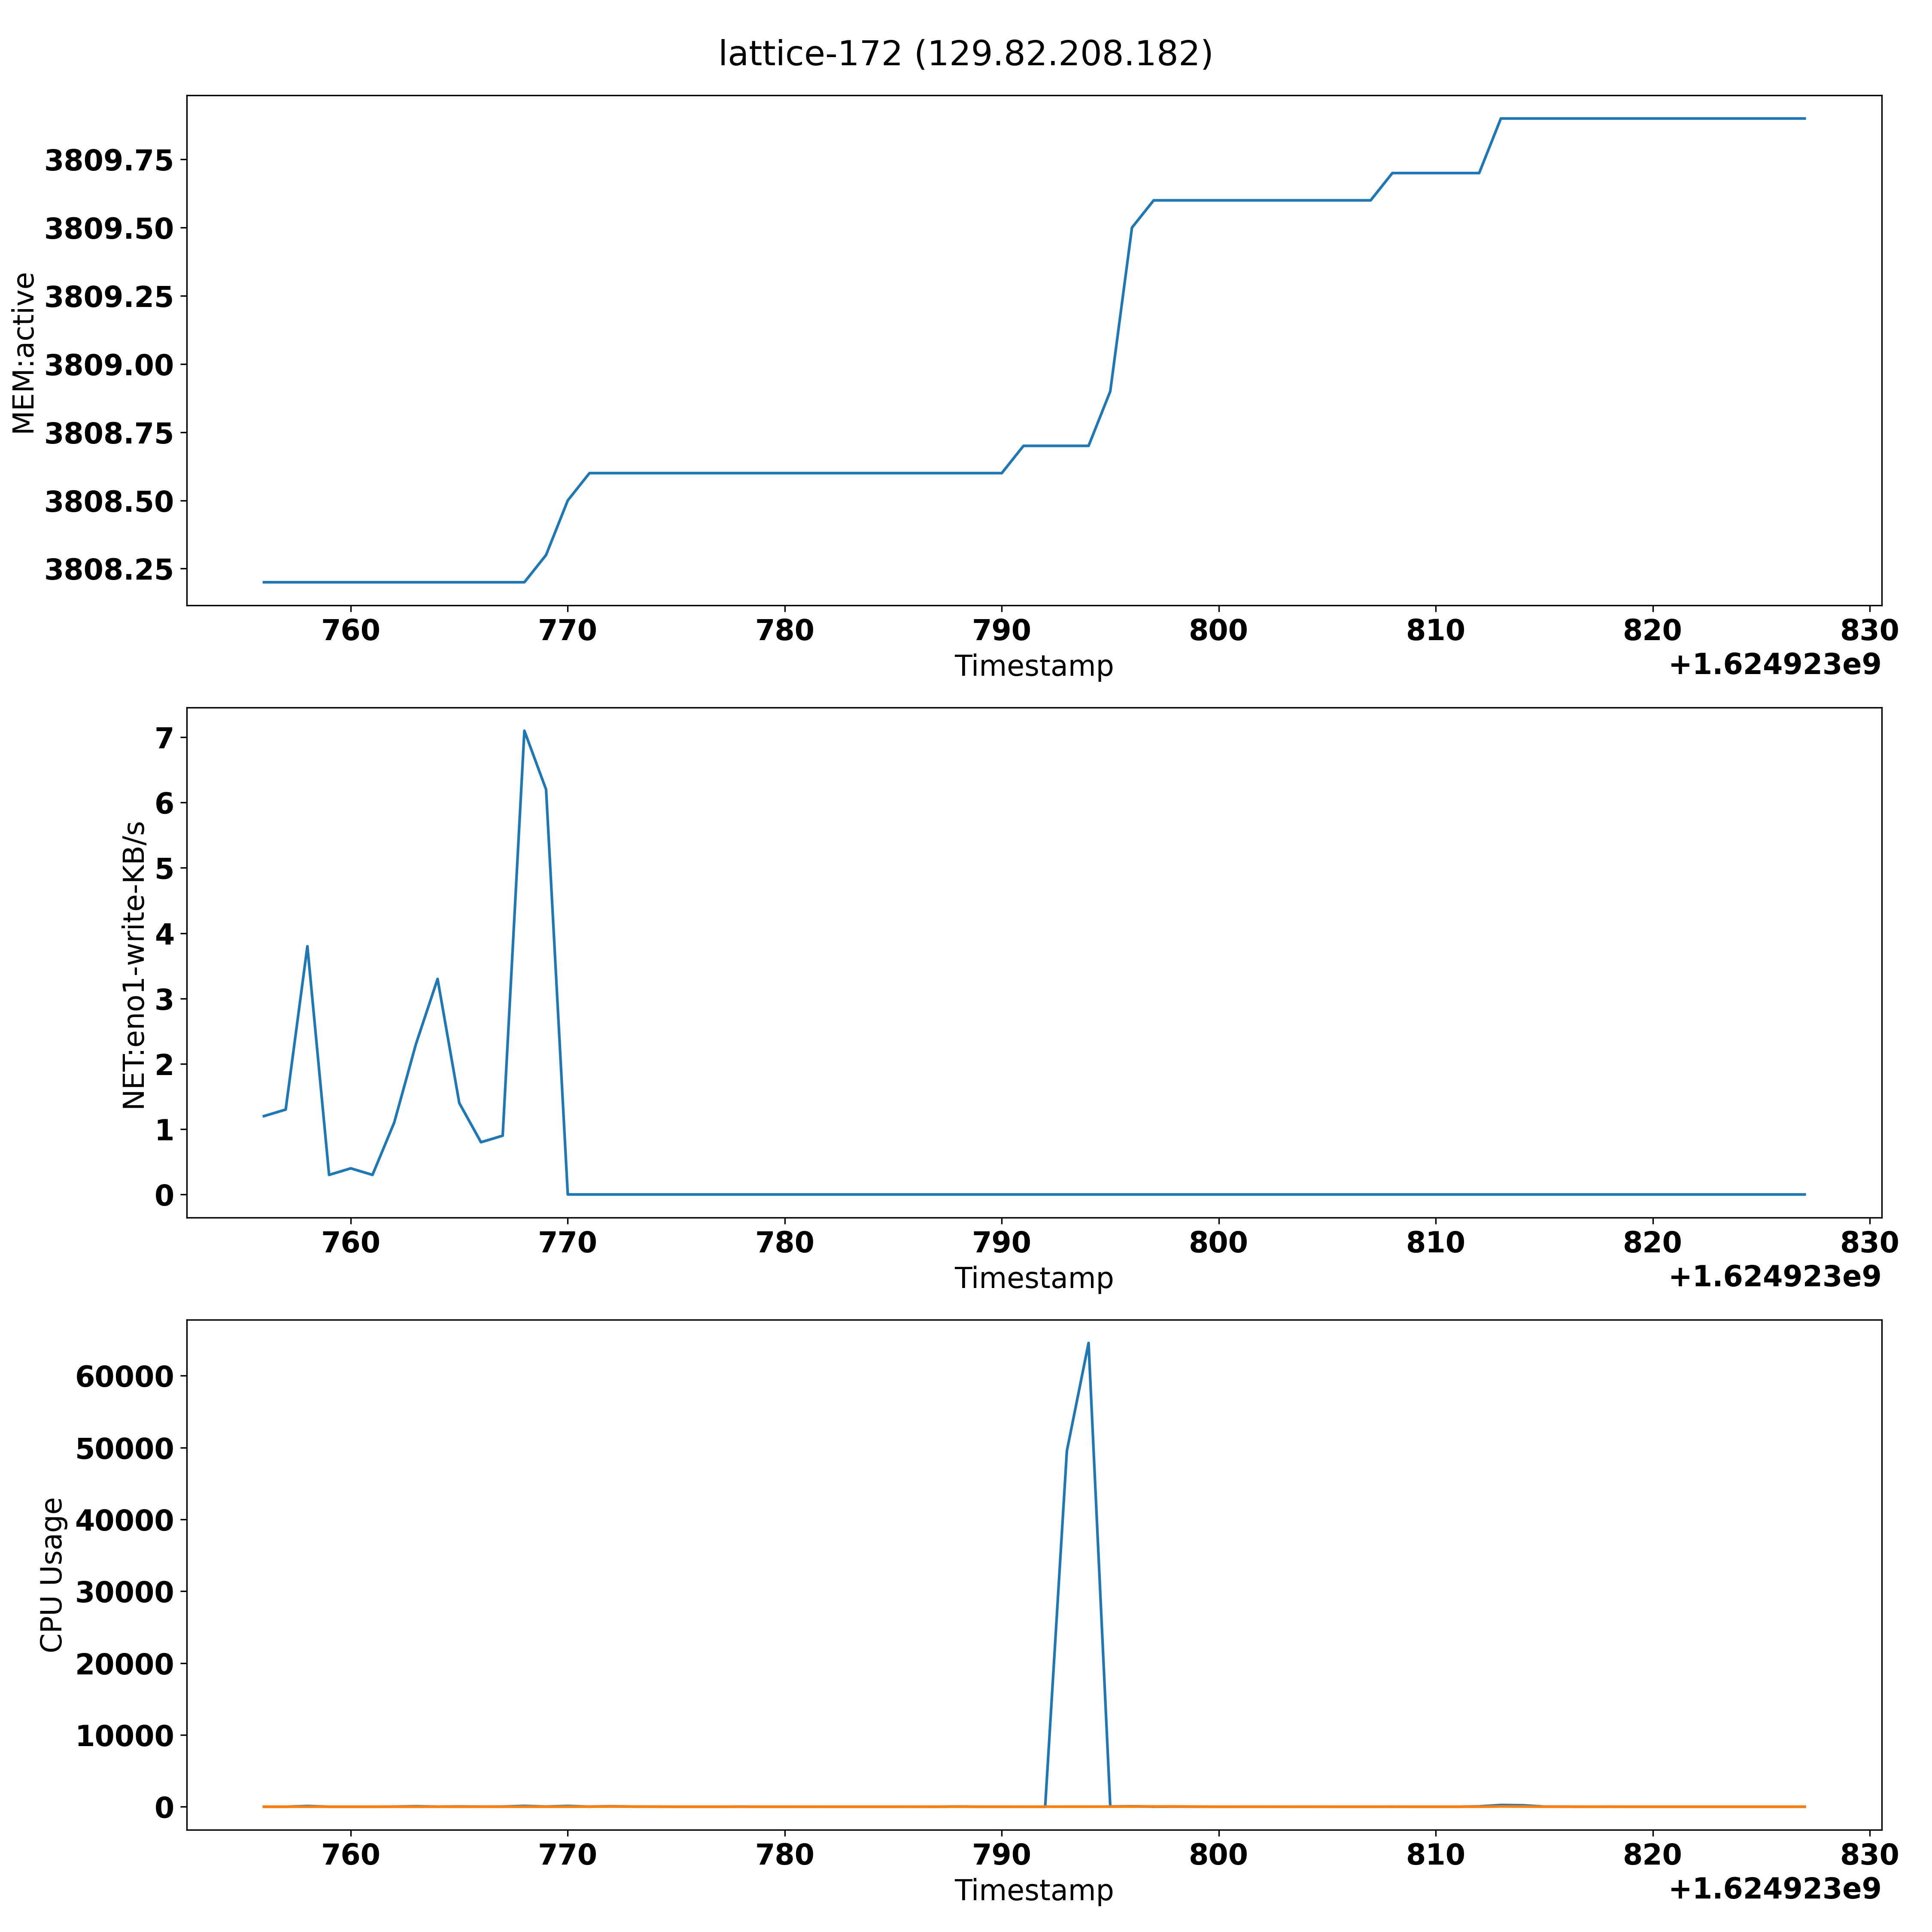 lattice-172 (129.82.208.182)
MEM:active
3809.75
3809.50
3809.25
3809.00
3808.75
3808.50
3808.25
760 770 780 790 800 810 820 830
Timestamp
+1.624923e9
NET:eno1-write-KB/s
7
6
5
4
3
2
1
0
760 770 780 790 800 810 820 830
Timestamp
+1.624923e9
CPU Usage
60000
50000
40000
30000
20000
10000
0
760 770 780 790 800 810 820 830
Timestamp
+1.624923e9